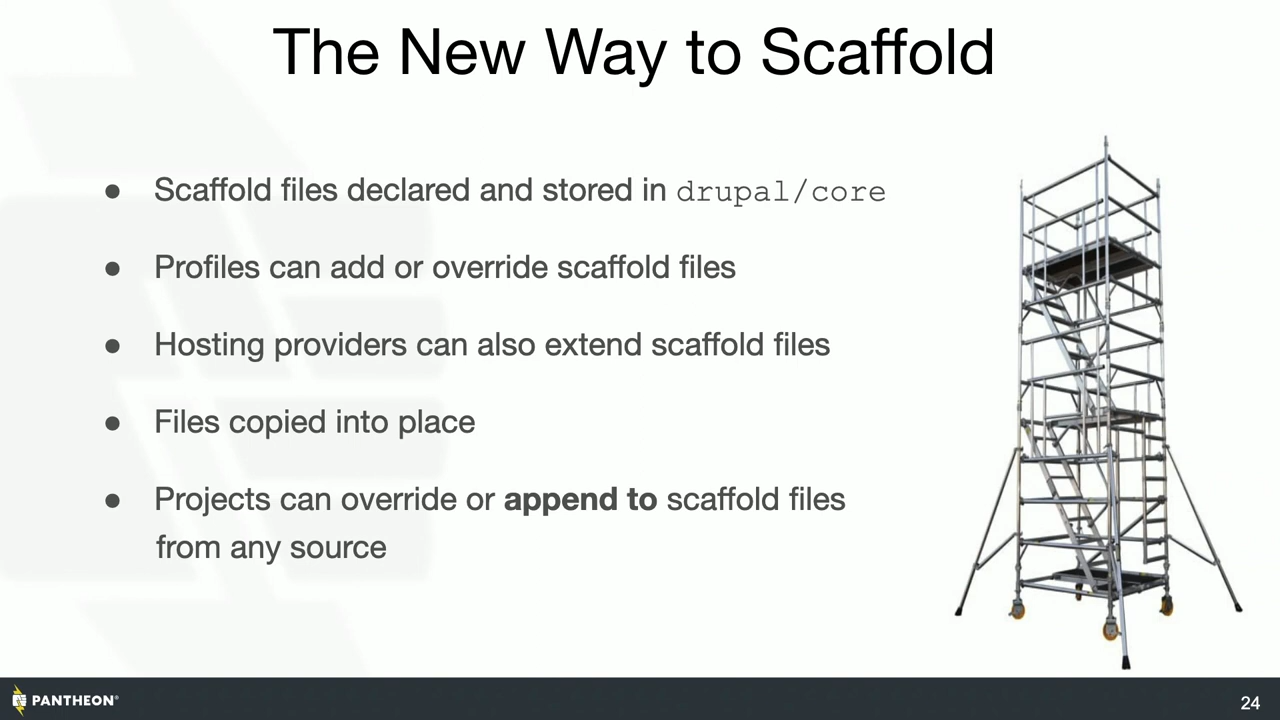 The New Way to Scaffold
● Scaffold files declared and stored in drupal/core
● Profiles can add or override scaffold files
● Hosting providers can also extend scaffold files
● Files copied into place
● Projects can override or append to scaffold files
from any source
PANTHEON®
24